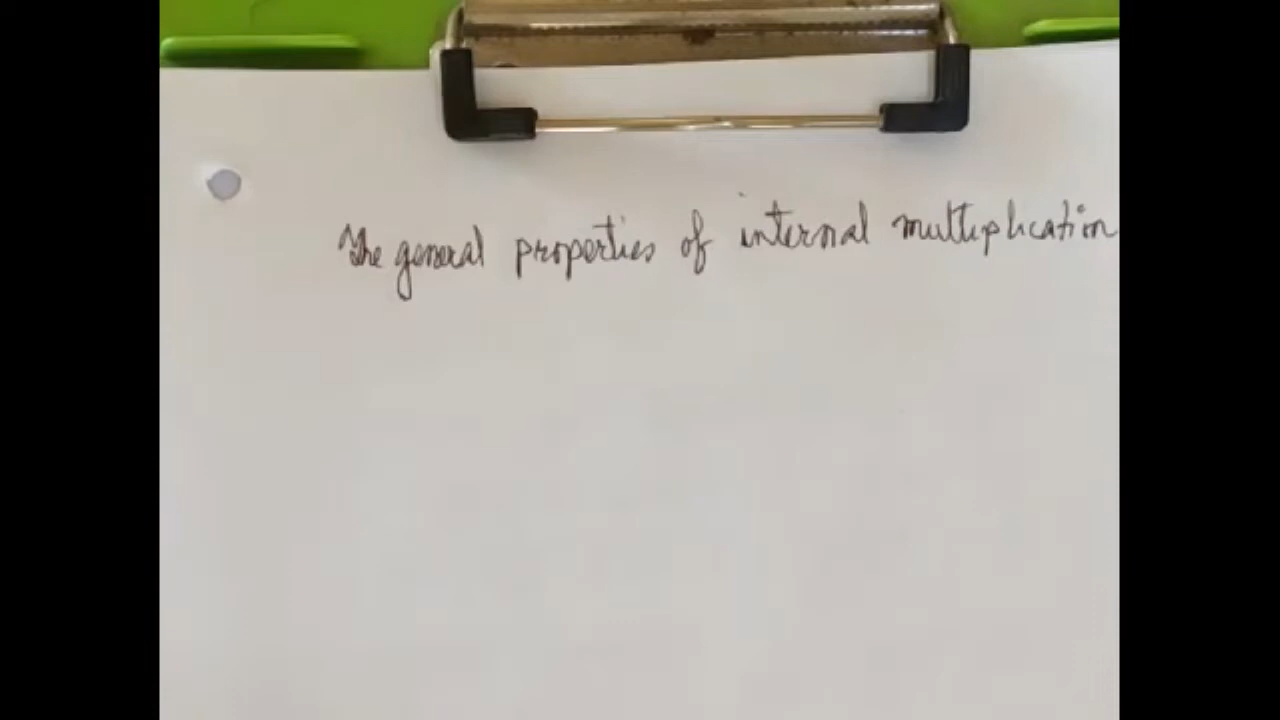 The general properties of internal multiplication